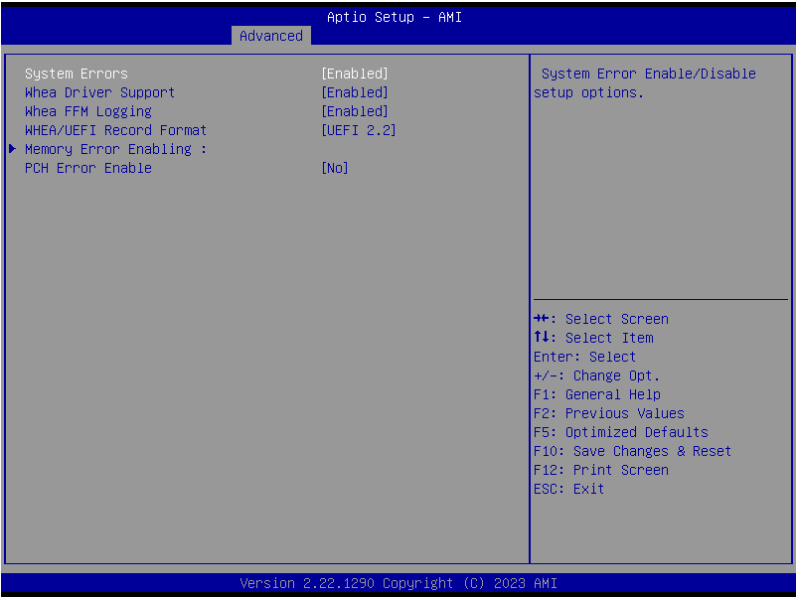 Aptio Setup – AMI
Advanced
System Errors [Enabled]
Whea Driver Support [Enabled]
Whea FFM Logging [Enabled]
WHEA/UEFI Record Format [UEFI 2.2]
Memory Error Enabling :
PCH Error Enable [No]
System Error Enable/Disable
setup options.
→←: Select Screen
↑↓: Select Item
Enter: Select
+/-: Change Opt.
F1: General Help
F2: Previous Values
F5: Optimized Defaults
F10: Save Changes & Reset
F12: Print Screen
ESC: Exit
Version 2.22.1290 Copyright (C) 2023 AMI